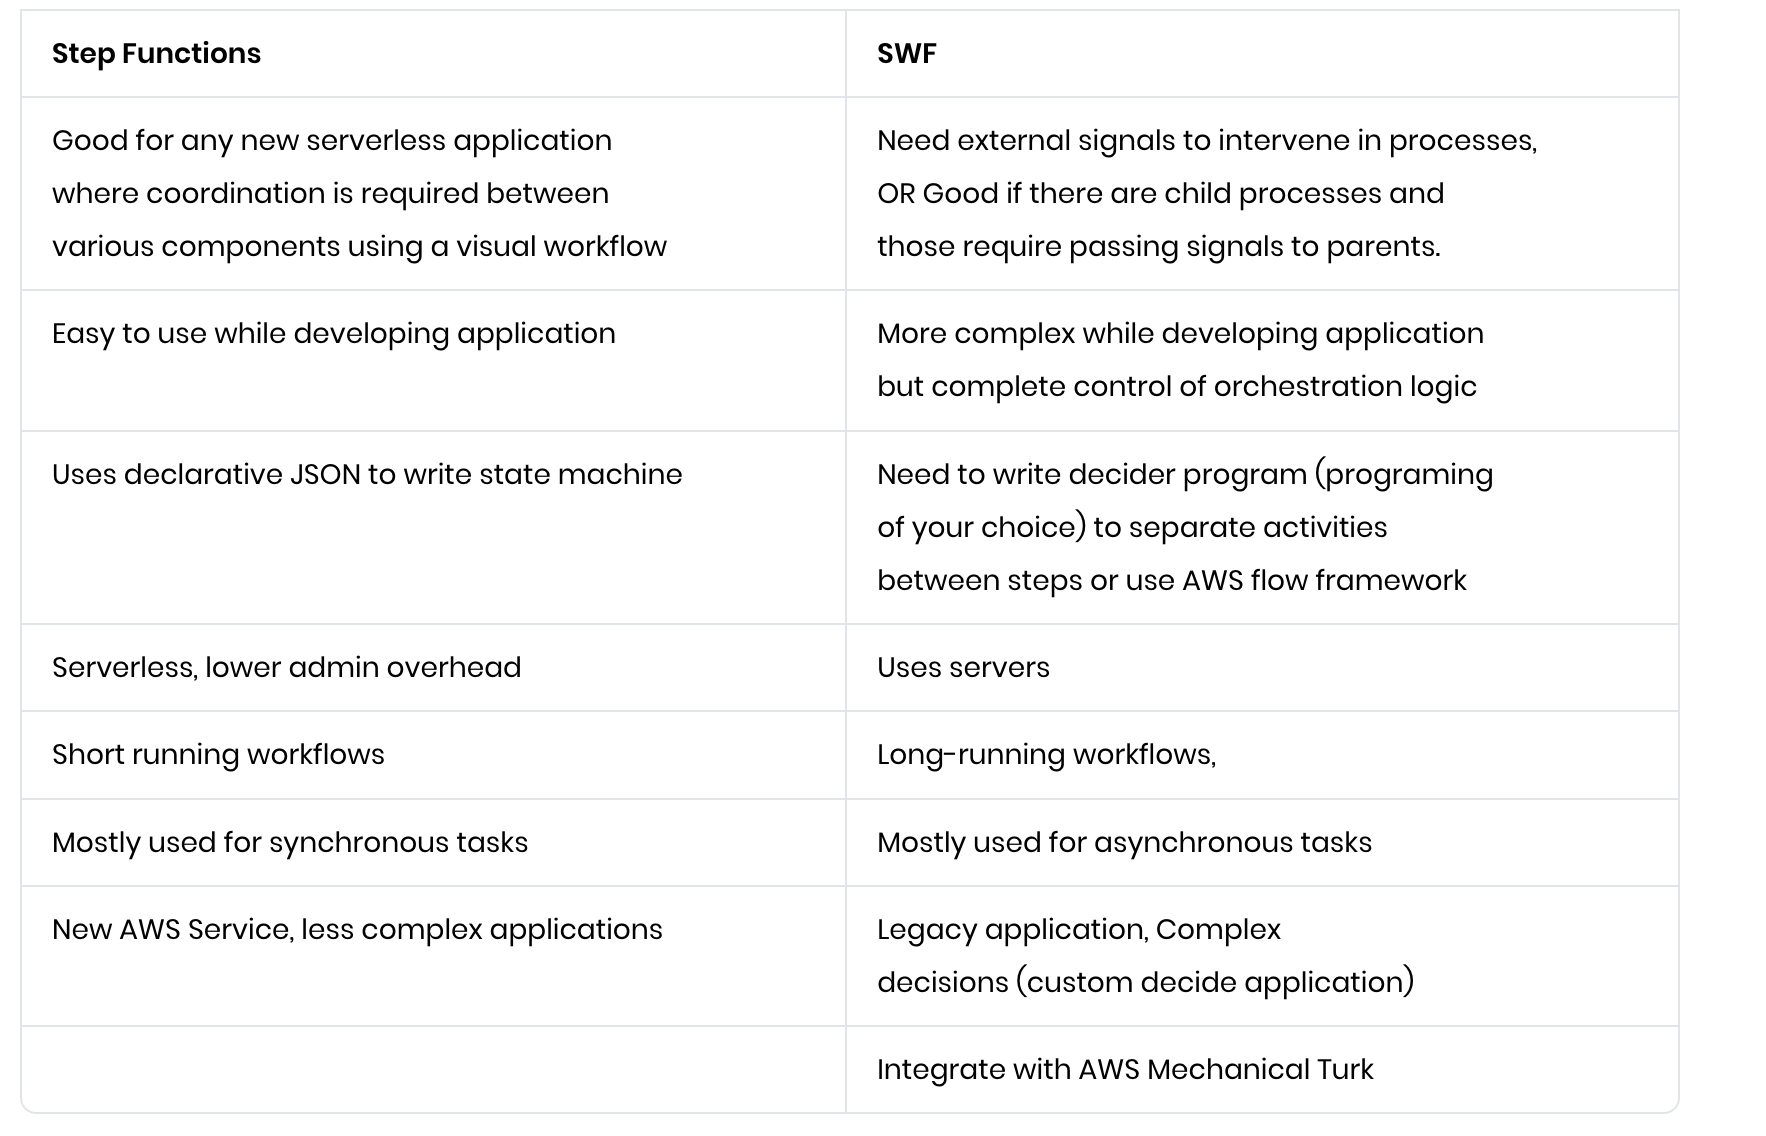 Step Functions
SWF
Good for any new serverless application
where coordination is required between
various components using a visual workflow
Need external signals to intervene in processes,
OR Good if there are child processes and
those require passing signals to parents.
Easy to use while developing application
More complex while developing application
but complete control of orchestration logic
Uses declarative JSON to write state machine
Need to write decider program (programing
of your choice) to separate activities
between steps or use AWS flow framework
Serverless, lower admin overhead
Uses servers
Short running workflows
Long-running workflows,
Mostly used for synchronous tasks
Mostly used for asynchronous tasks
New AWS Service, less complex applications
Legacy application, Complex
decisions (custom decide application)
Integrate with AWS Mechanical Turk